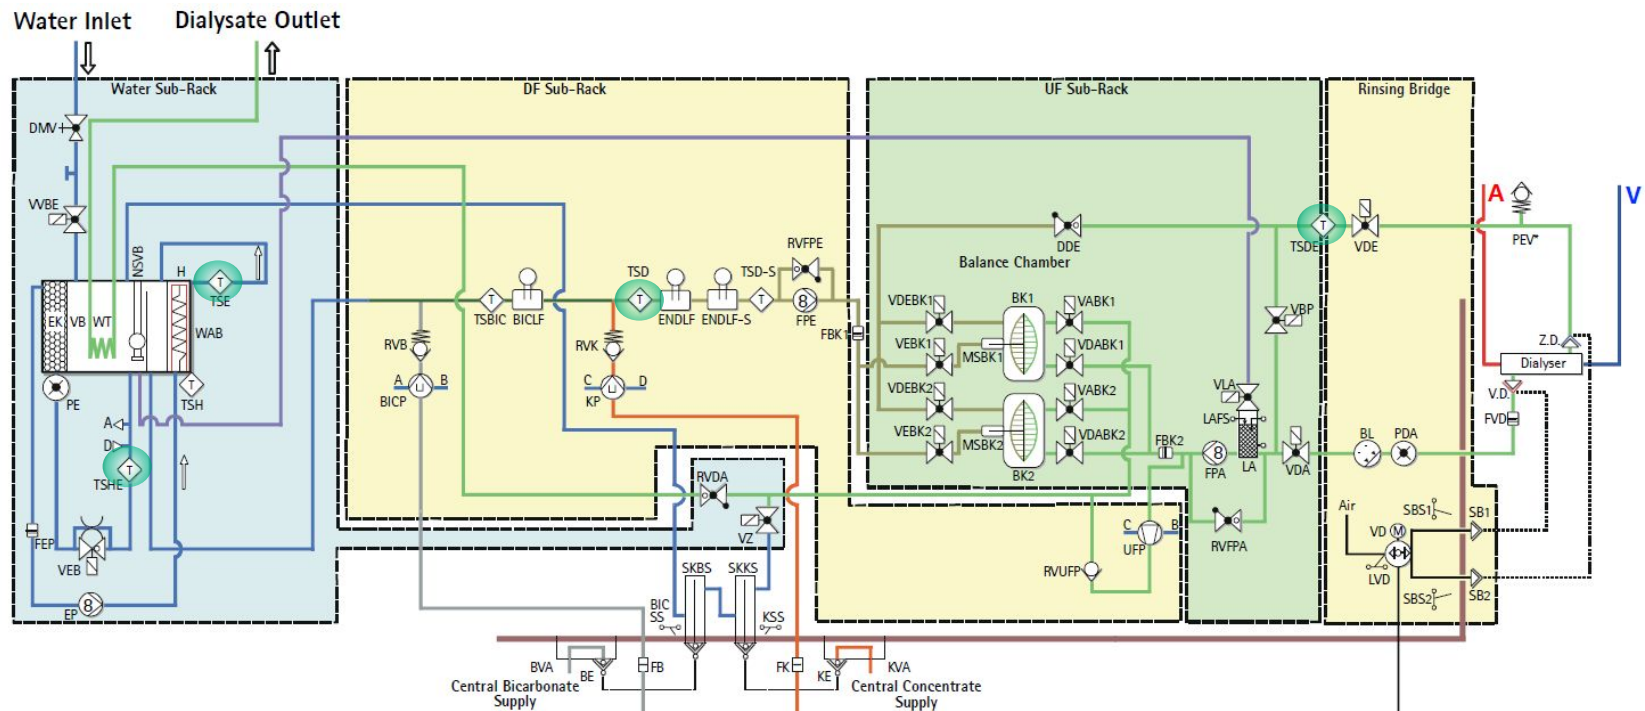 Water Inlet
Dialysate Outlet
Water Sub-Rack
DF Sub-Rack
UF Sub-Rack
Rinsing Bridge
DMV
VVBE
NSVB
H
T
TSE
EK
VB
WT
WAB
PE
T
TSH
A
D
T
TSHE
FEP
VEB
EP
8
T
TSBIC
BICLF
TSD
T
ENDLF
ENDLF-S
TSD-S
T
RVFPE
8
FPE
FBK1
RVB
A
B
BICP
RVK
C
D
KP
RVDA
VZ
SKBS
SKKS
BIC
SS
KSS
BVA
BE
FB
FK
KE
KVA
Central Bicarbonate
Supply
Central Concentrate
Supply
DDE
Balance Chamber
VDEBK1
BK1
VABK1
VEBK1
MSBK1
VDABK1
VDEBK2
VABK2
VEBK2
MSBK2
VDABK2
BK2
FBK2
8
FPA
VLA
LAFS
LA
VBP
VDA
RVFPA
C
B
UFP
RVUFP
TSDE
T
VDE
A
V
PEV*
Z.D.
Dialyser
V.D.
FVD
BL
PDA
Air
SBS1
SB1
VD
M
LVD
SBS2
SB2